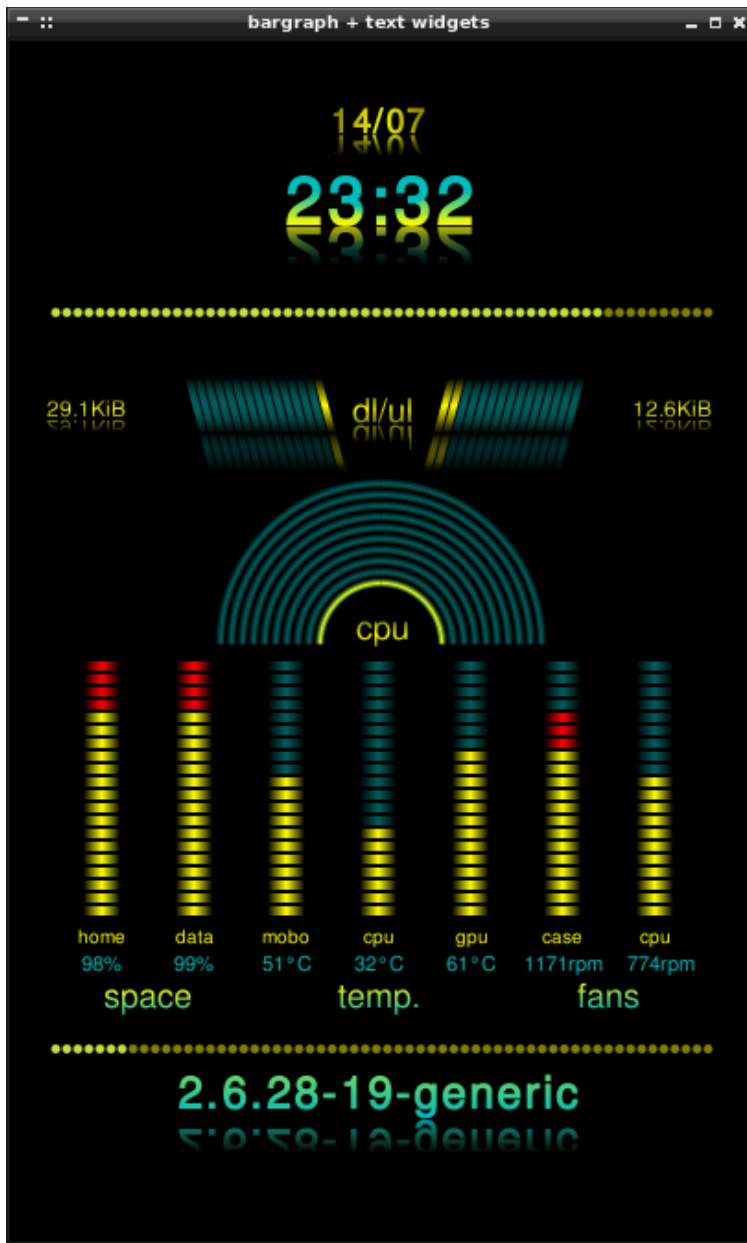 bargraph + text widgets
14/07
23:32
29.1KiB dl/ul 12.6KiB
cpu
home data mobo cpu gpu case cpu
98% 99% 51°C 32°C 61°C 1171rpm 774rpm
space temp. fans
2.6.28-19-generic